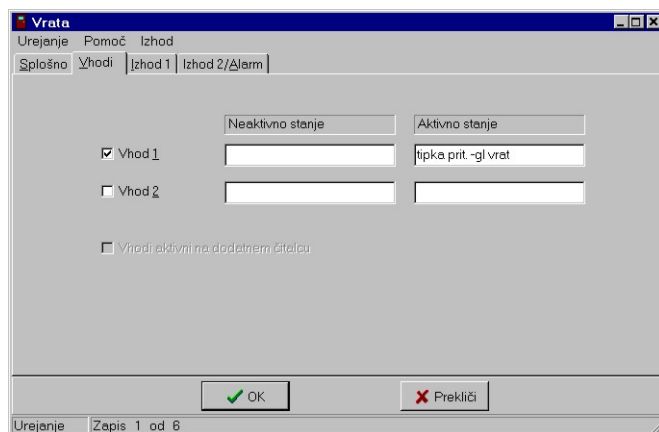 Vrata
Urejanje Pomoč Izhod
Splošno Vhodi Izhod 1 Izhod 2/Alarm
Neaktivno stanje Aktivno stanje
Vhod 1 tipka prit. -gl vrat
Vhod 2
Vhodi aktivni na dodatnem čitalcu
OK Prekliči
Urejanje Zapis 1 od 6